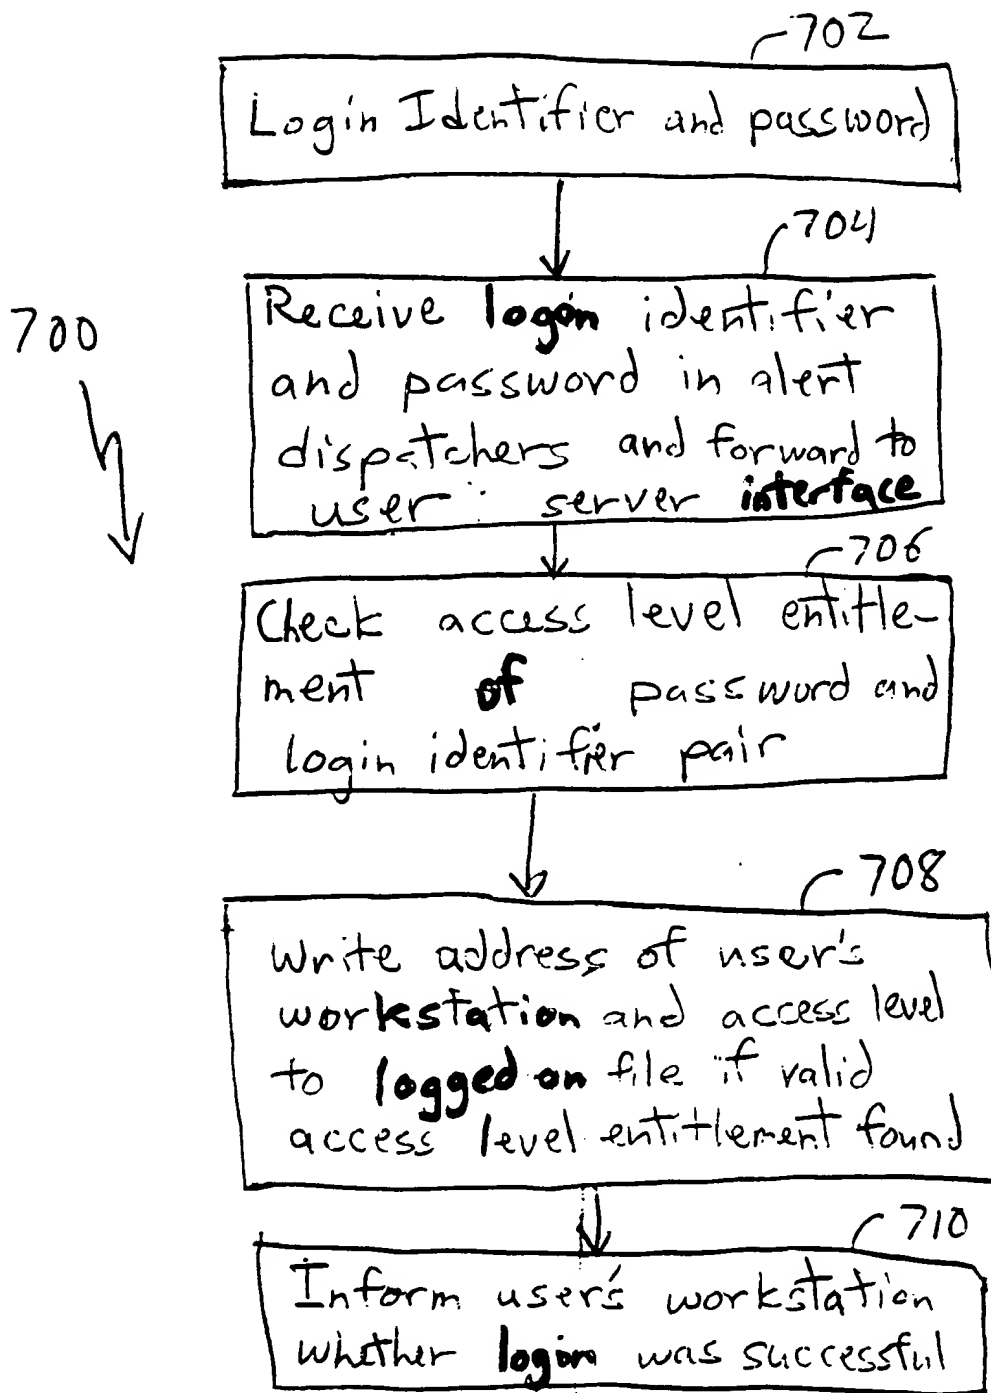 702
Login Identifier and password
704
700
Receive logon identifier
and password in alert
dispatchers and forward to
user server interface
706
Check access level entitle-
ment of password and
login identifier pair
708
Write address of user's
workstation and access level
to logged on file if valid
access level entitlement found
710
Inform user's workstation
whether login was successful